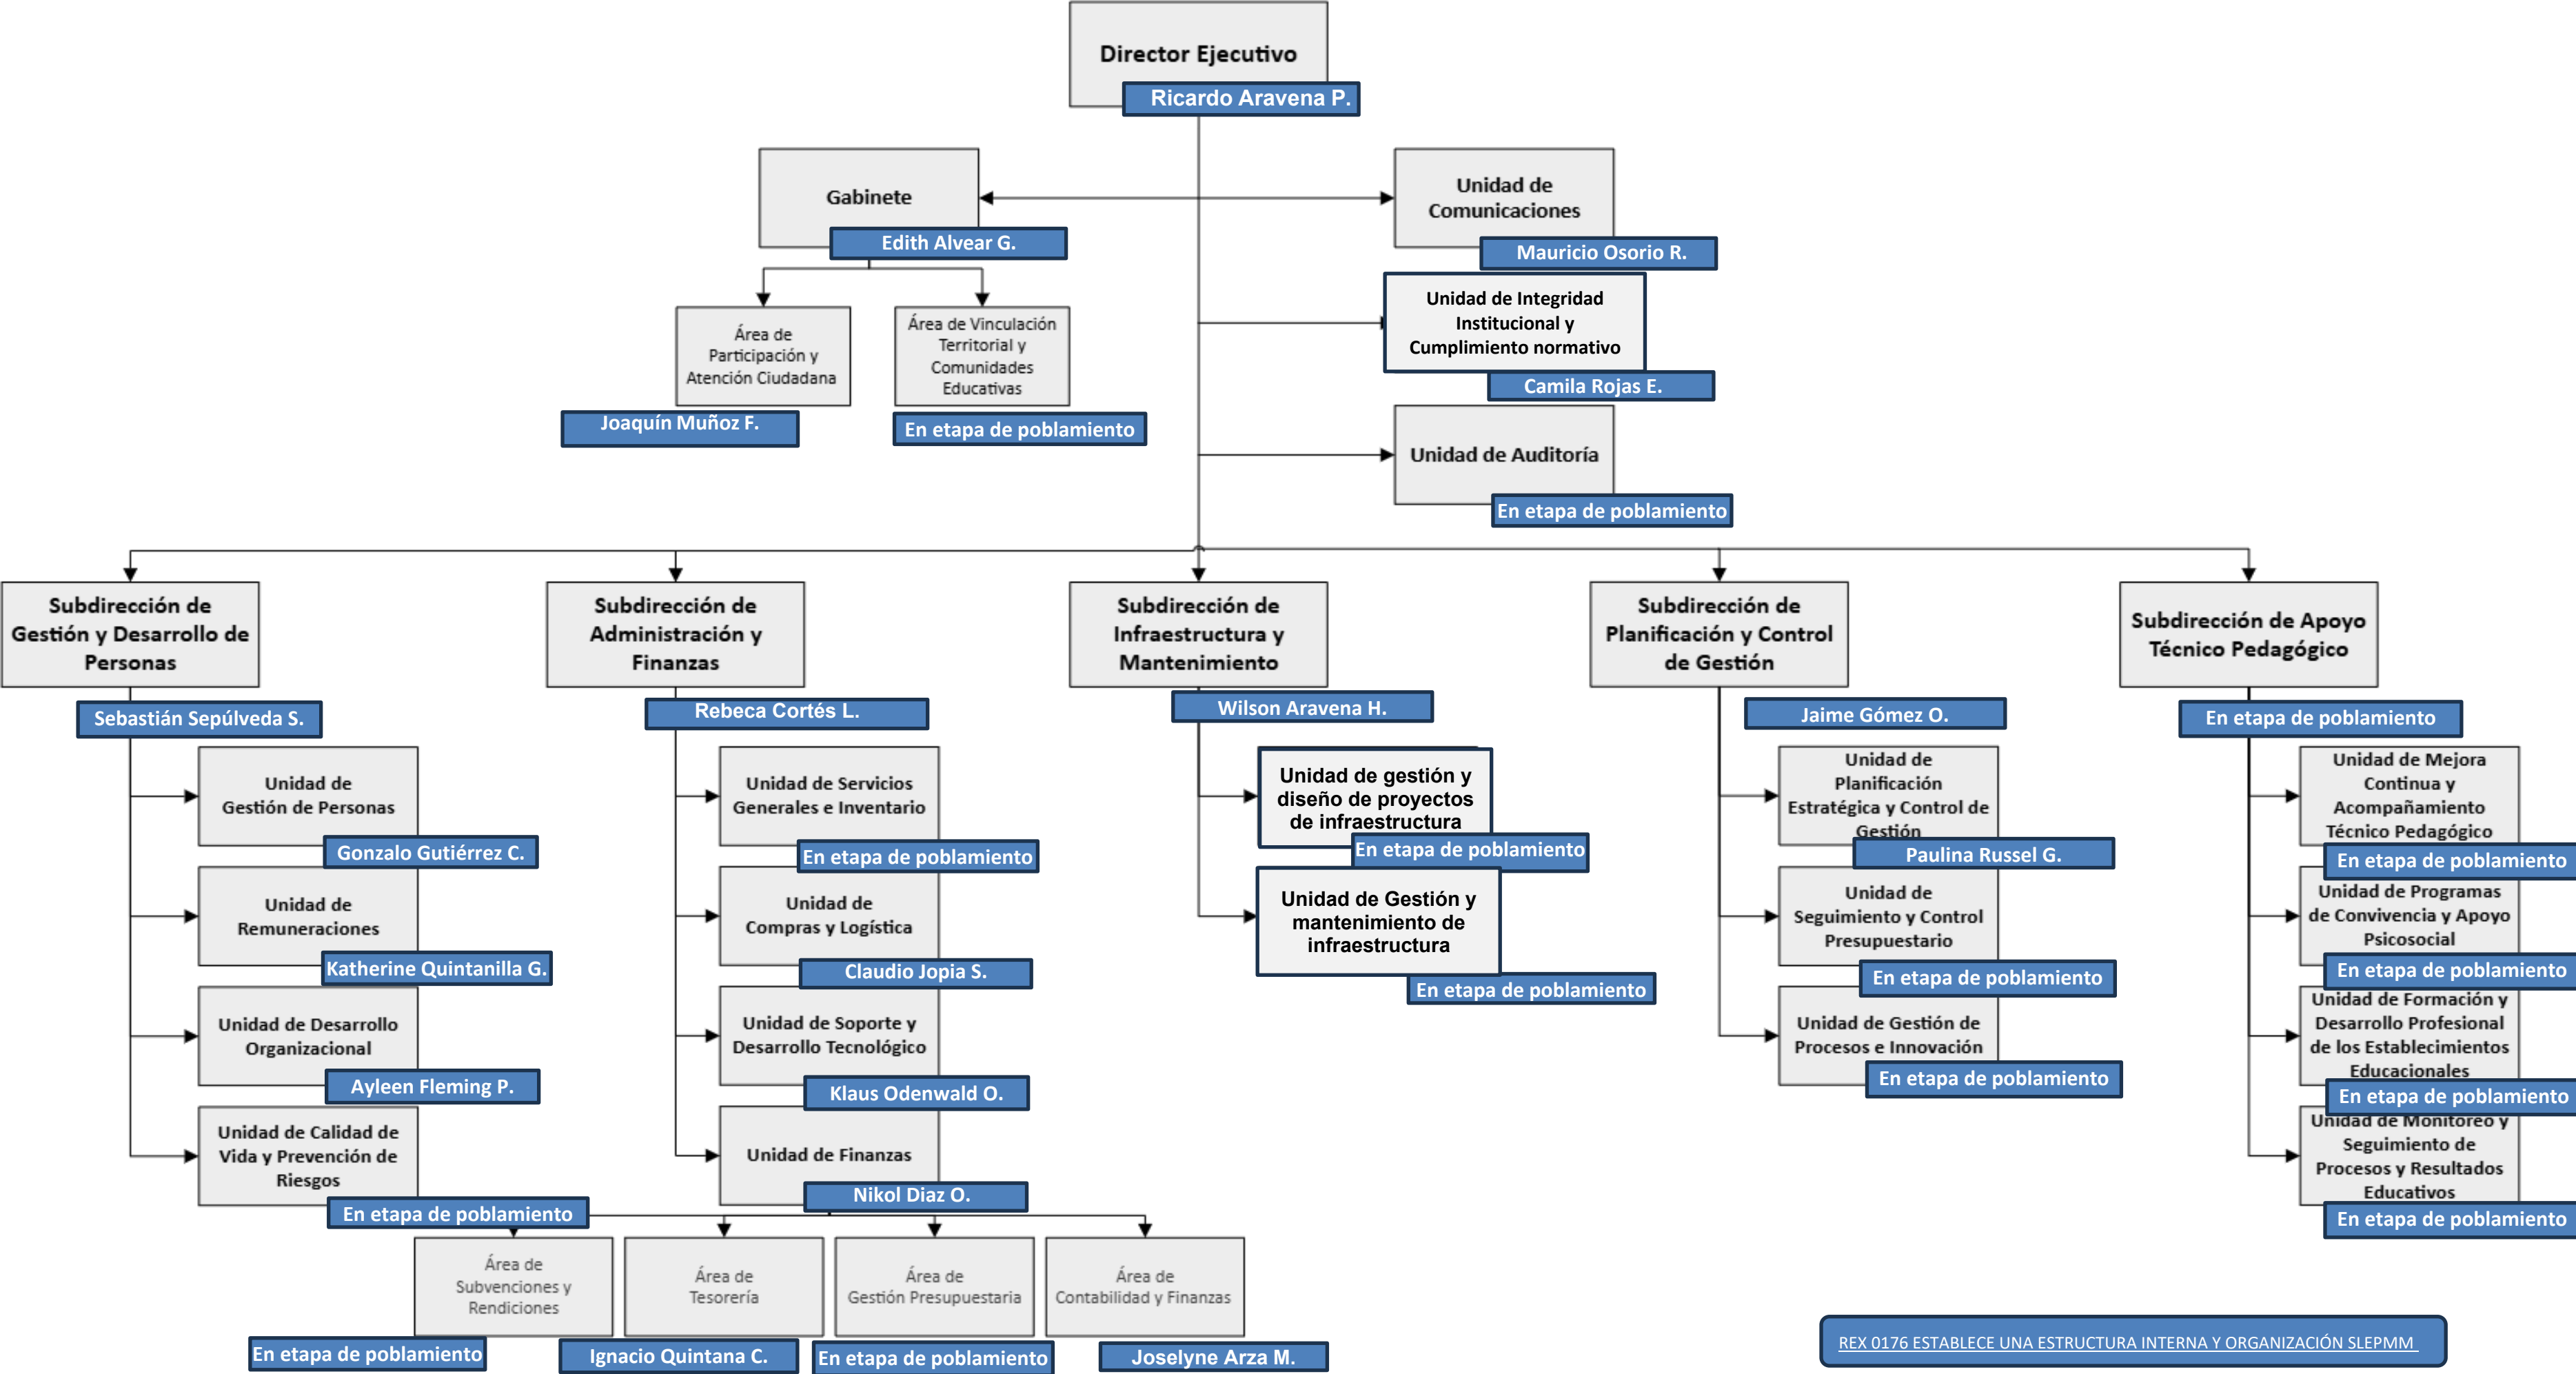 Director Ejecutivo
Ricardo Aravena P.
Gabinete
Edith Alvear G.
Unidad de
Comunicaciones
Mauricio Osorio R.
Área de
Participación y
Atención Ciudadana
Joaquín Muñoz F.
Área de Vinculación
Territorial y
Comunidades
Educativas
En etapa de poblamiento
Unidad de Integridad
Institucional y
Cumplimiento normativo
Camila Rojas E.
Unidad de Auditoría
En etapa de poblamiento
Subdirección de
Gestión y Desarrollo de
Personas
Sebastián Sepúlveda S.
Unidad de
Gestión de Personas
Gonzalo Gutiérrez C.
Unidad de
Remuneraciones
Katherine Quintanilla G.
Unidad de Desarrollo
Organizacional
Ayleen Fleming P.
Unidad de Calidad de
Vida y Prevención de
Riesgos
En etapa de poblamiento
Subdirección de
Administración y
Finanzas
Rebeca Cortés L.
Unidad de Servicios
Generales e Inventario
En etapa de poblamiento
Unidad de
Compras y Logística
Claudio Jopia S.
Unidad de Soporte y
Desarrollo Tecnológico
Klaus Odenwald O.
Unidad de Finanzas
Nikol Diaz O.
Área de
Subvenciones y
Rendiciones
En etapa de poblamiento
Área de
Tesorería
Ignacio Quintana C.
Área de
Gestión Presupuestaria
En etapa de poblamiento
Área de
Contabilidad y Finanzas
Joselyne Arza M.
Subdirección de
Infraestructura y
Mantenimiento
Wilson Aravena H.
Unidad de gestión y
diseño de proyectos
de infraestructura
En etapa de poblamiento
Unidad de Gestión y
mantenimiento de
infraestructura
En etapa de poblamiento
Subdirección de
Planificación y Control
de Gestión
Jaime Gómez O.
Unidad de
Planificación
Estratégica y Control de
Gestión
Paulina Russel G.
Unidad de
Seguimiento y Control
Presupuestario
En etapa de poblamiento
Unidad de Gestión de
Procesos e Innovación
En etapa de poblamiento
Subdirección de Apoyo
Técnico Pedagógico
En etapa de poblamiento
Unidad de Mejora
Continua y
Acompañamiento
Técnico Pedagógico
En etapa de poblamiento
Unidad de Programas
de Convivencia y Apoyo
Psicosocial
En etapa de poblamiento
Unidad de Formación y
Desarrollo Profesional
de los Establecimientos
Educacionales
En etapa de poblamiento
Unidad de Monitoreo y
Seguimiento de
Procesos y Resultados
Educativos
En etapa de poblamiento
REX 0176 ESTABLECE UNA ESTRUCTURA INTERNA Y ORGANIZACIÓN SLEPMM